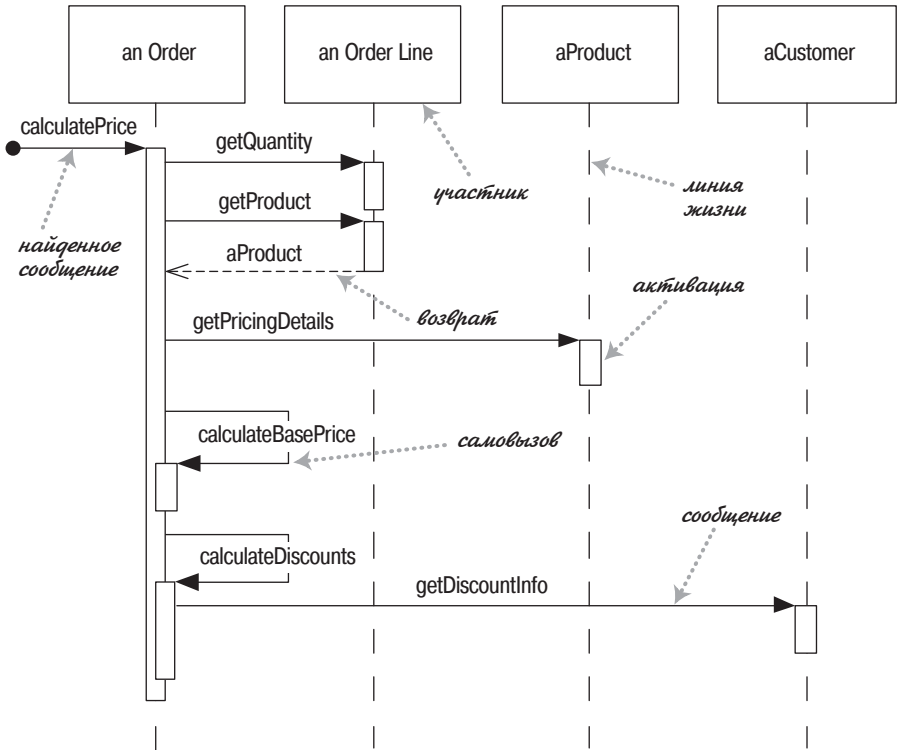 an Order
an Order Line
aProduct
aCustomer
calculatePrice
getQuantity
участник
линия
жизни
getProduct
найденное
сообщение
aProduct
активация
возврат
getPricingDetails
calculateBasePrice
самовызов
сообщение
calculateDiscounts
getDiscountInfo